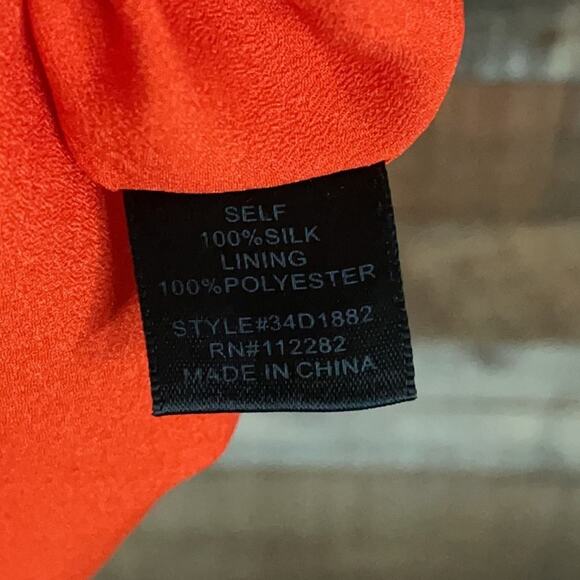 SELF
100%SILK
LINING
100%POLYESTER
STYLE#34D1882
RN#112282
MADE IN CHINA